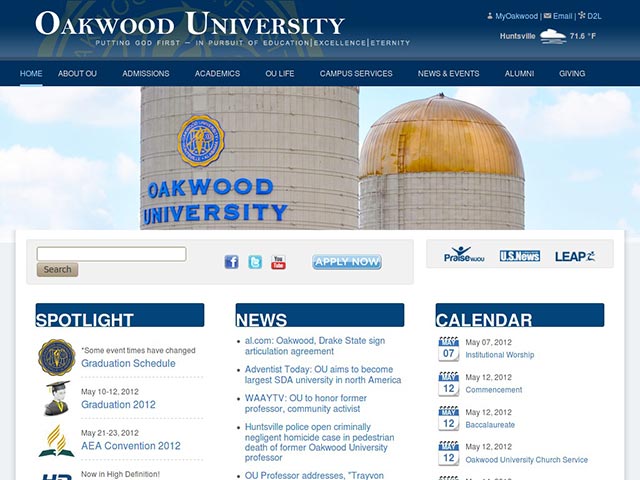 OAKWOOD UNIVERSITY
PUTTING GOD FIRST — IN PURSUIT OF EDUCATION|EXCELLENCE|ETERNITY
MyOakwood | Email | D2L
Huntsville 71.6 °F
HOME ABOUT OU ADMISSIONS ACADEMICS OU LIFE CAMPUS SERVICES NEWS & EVENTS ALUMNI GIVING
OAKWOOD
UNIVERSITY
Search
You
Tube
APPLY NOW
Praise WJOU
U.S.News
LEAP
SPOTLIGHT
*Some event times have changed
Graduation Schedule
May 10-12, 2012
Graduation 2012
May 21-23, 2012
AEA Convention 2012
Now in High Definition!
NEWS
al.com: Oakwood, Drake State sign
articulation agreement
Adventist Today: OU aims to become
largest SDA university in north America
WAAYTV: OU to honor former
professor, community activist
Huntsville police open criminally
negligent homicide case in pedestrian
death of former Oakwood University
professor
OU Professor addresses, "Trayvon
CALENDAR
MAY
07
May 07, 2012
Institutional Worship
MAY
12
May 12, 2012
Commencement
MAY
12
May 12, 2012
Baccalaureate
MAY
12
May 12, 2012
Oakwood University Church Service